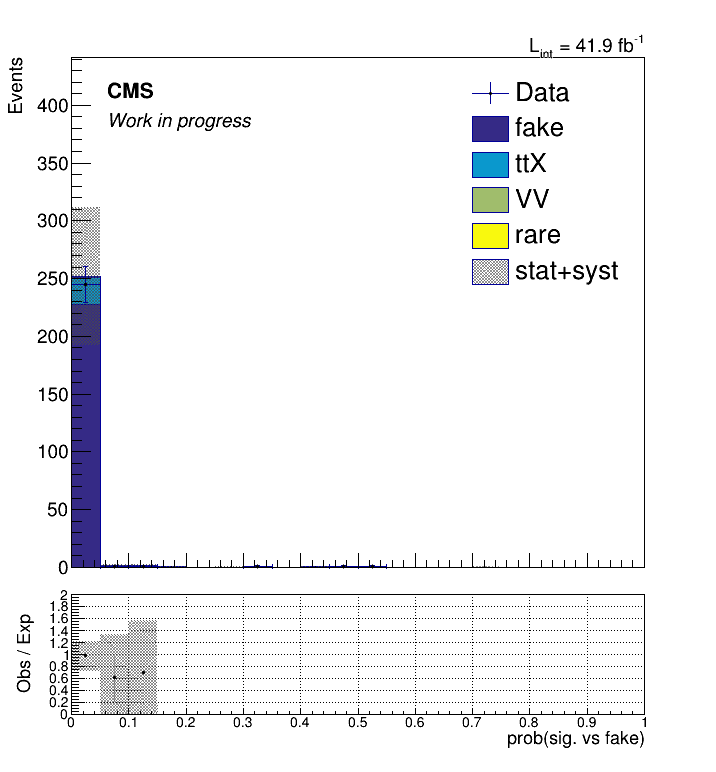 L_int = 41.9 fb^-1
Events
CMS
Work in progress
Data
fake
ttX
VV
rare
stat+syst
400
350
300
250
200
150
100
50
0
Obs / Exp
2
1.8
1.6
1.4
1.2
1
0.8
0.6
0.4
0.2
0
0 0.1 0.2 0.3 0.4 0.5 0.6 0.7 0.8 0.9 1
prob(sig. vs fake)